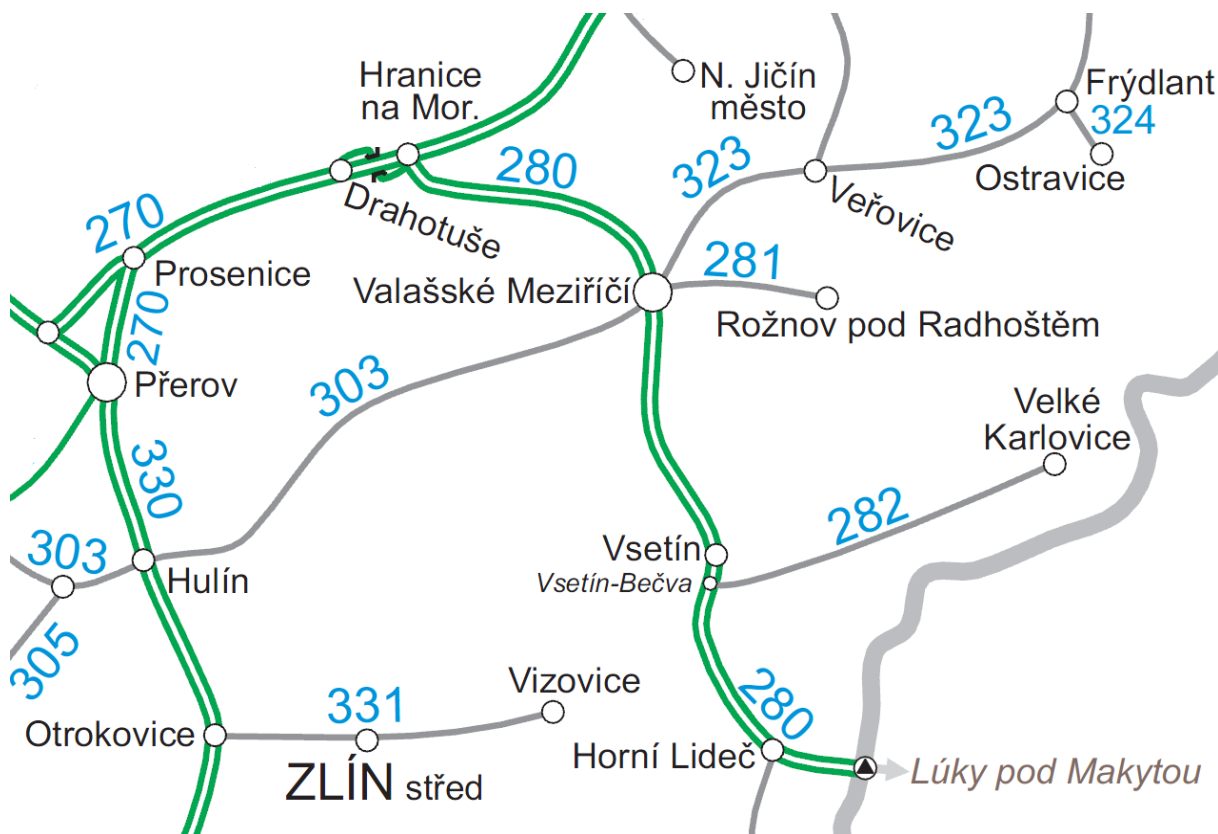 Hranice
na Mor.
N. Jičín
město
Frýdlant
323
324
Ostravice
280
323
Veřovice
Drahotuše
270
Prosenice
281
Valašské Meziříčí
Rožnov pod Radhoštěm
270
Přerov
303
Velké
Karlovice
330
282
303
Hulín
Vsetín
Vsetín-Bečva
305
Vizovice
331
280
Otrokovice
ZLÍN střed
Horní Lideč
Lúky pod Makytou